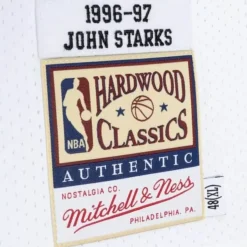 1996-97
JOHN STARKS
NBA
HARDWOOD
CLASSICS
AUTHENTIC
NOSTALGIA CO.
Mitchell & Ness
PHILADELPHIA, PA.
48/(XL)